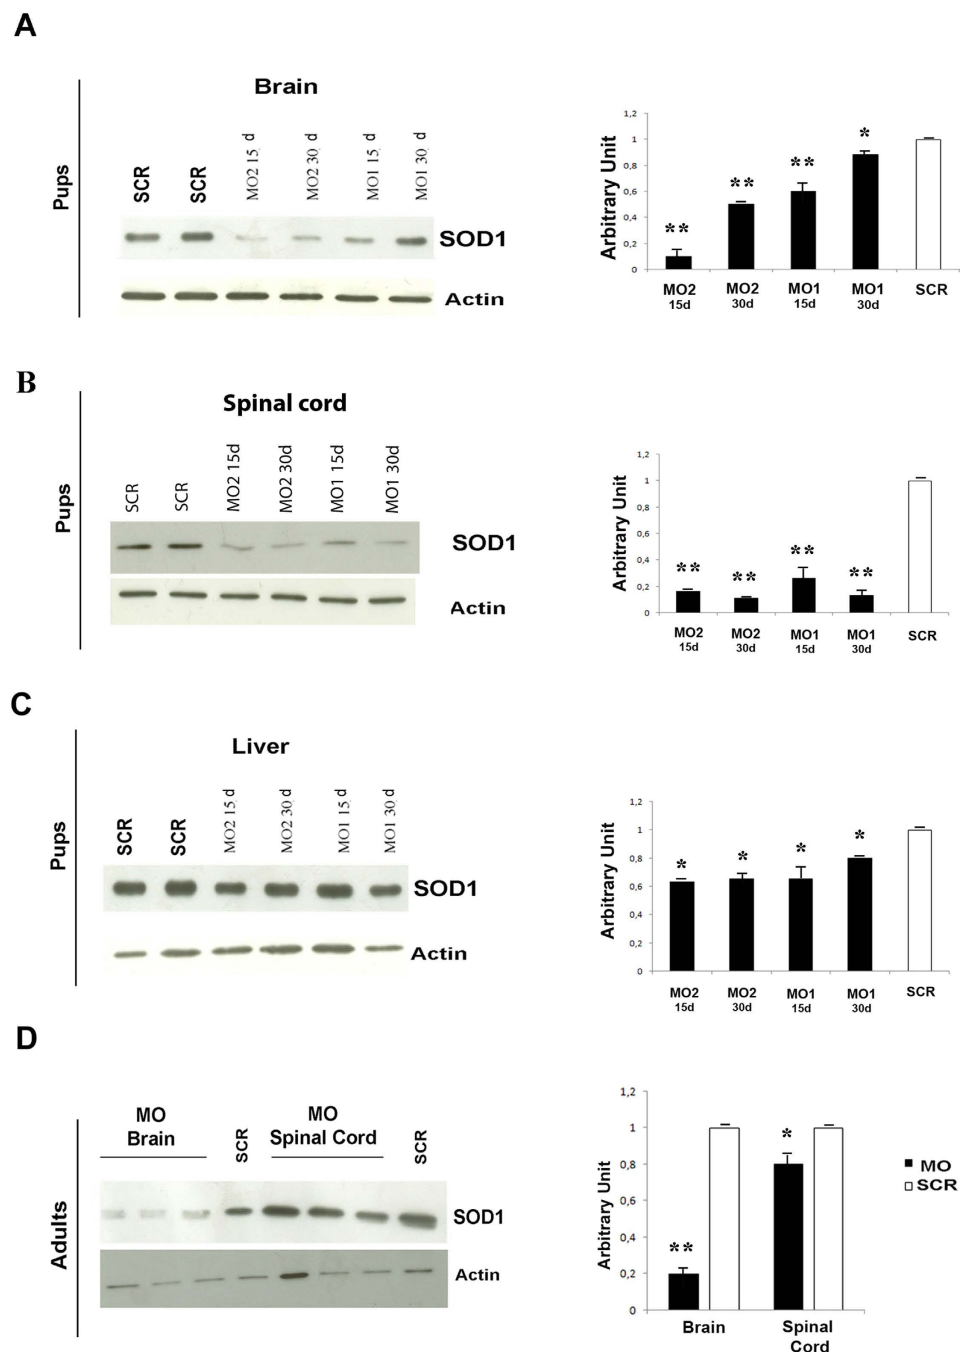 A
Brain
Pups
SCR
SCR
MO2 15 d
MO2 30 d
MO1 15 d
MO1 30 d
SOD1
Actin
Arbitrary Unit
1,2
1
0,8
0,6
0,4
0,2
0
**
**
**
*
MO2 MO2 MO1 MO1 SCR
15d 30d 15d 30d
B
Spinal cord
Pups
SCR
SCR
MO2 15d
MO2 30d
MO1 15d
MO1 30d
SOD1
Actin
Arbitrary Unit
1,2
1
0,8
0,6
0,4
0,2
0
**
**
**
**
MO2 MO2 MO1 MO1 SCR
15d 30d 15d 30d
C
Liver
Pups
SCR
SCR
MO2 15 d
MO2 30 d
MO1 15 d
MO1 30 d
SOD1
Actin
Arbitrary Unit
1,2
1
0,8
0,6
0,4
0,2
0
*
*
*
*
MO2 MO2 MO1 MO1 SCR
15d 30d 15d 30d
D
Adults
MO
Brain
SCR
MO
Spinal Cord
SCR
SOD1
Actin
Arbitrary Unit
1,2
1
0,8
0,6
0,4
0,2
0
**
*
Brain
Spinal
Cord
MO
SCR